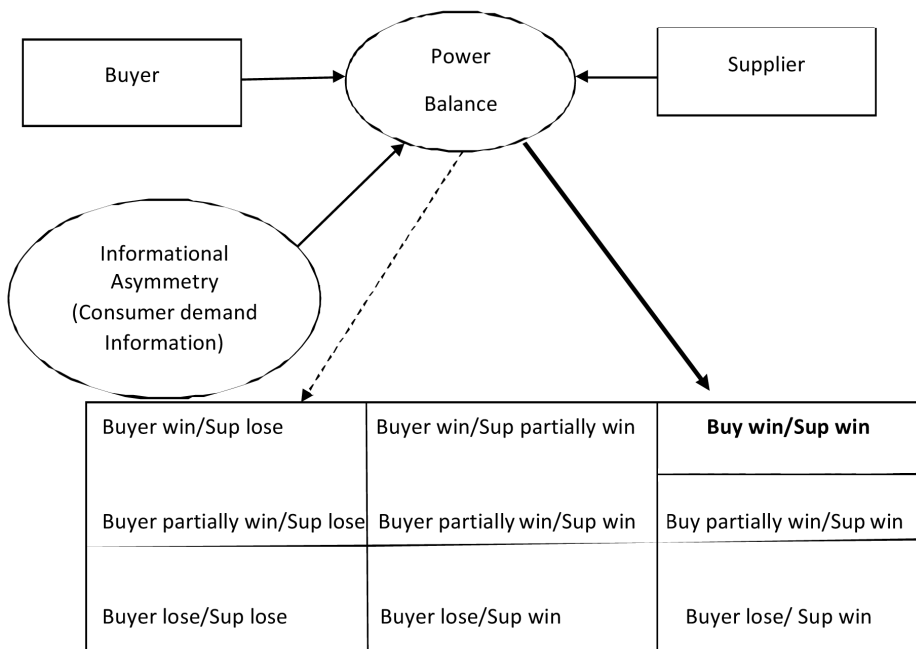 Buyer
Power
Balance
Supplier
Informational
Asymmetry
(Consumer demand
Information)
Buyer win/Sup lose
Buyer win/Sup partially win
Buy win/Sup win
Buyer partially win/Sup lose
Buyer partially win/Sup win
Buy partially win/Sup win
Buyer lose/Sup lose
Buyer lose/Sup win
Buyer lose/ Sup win